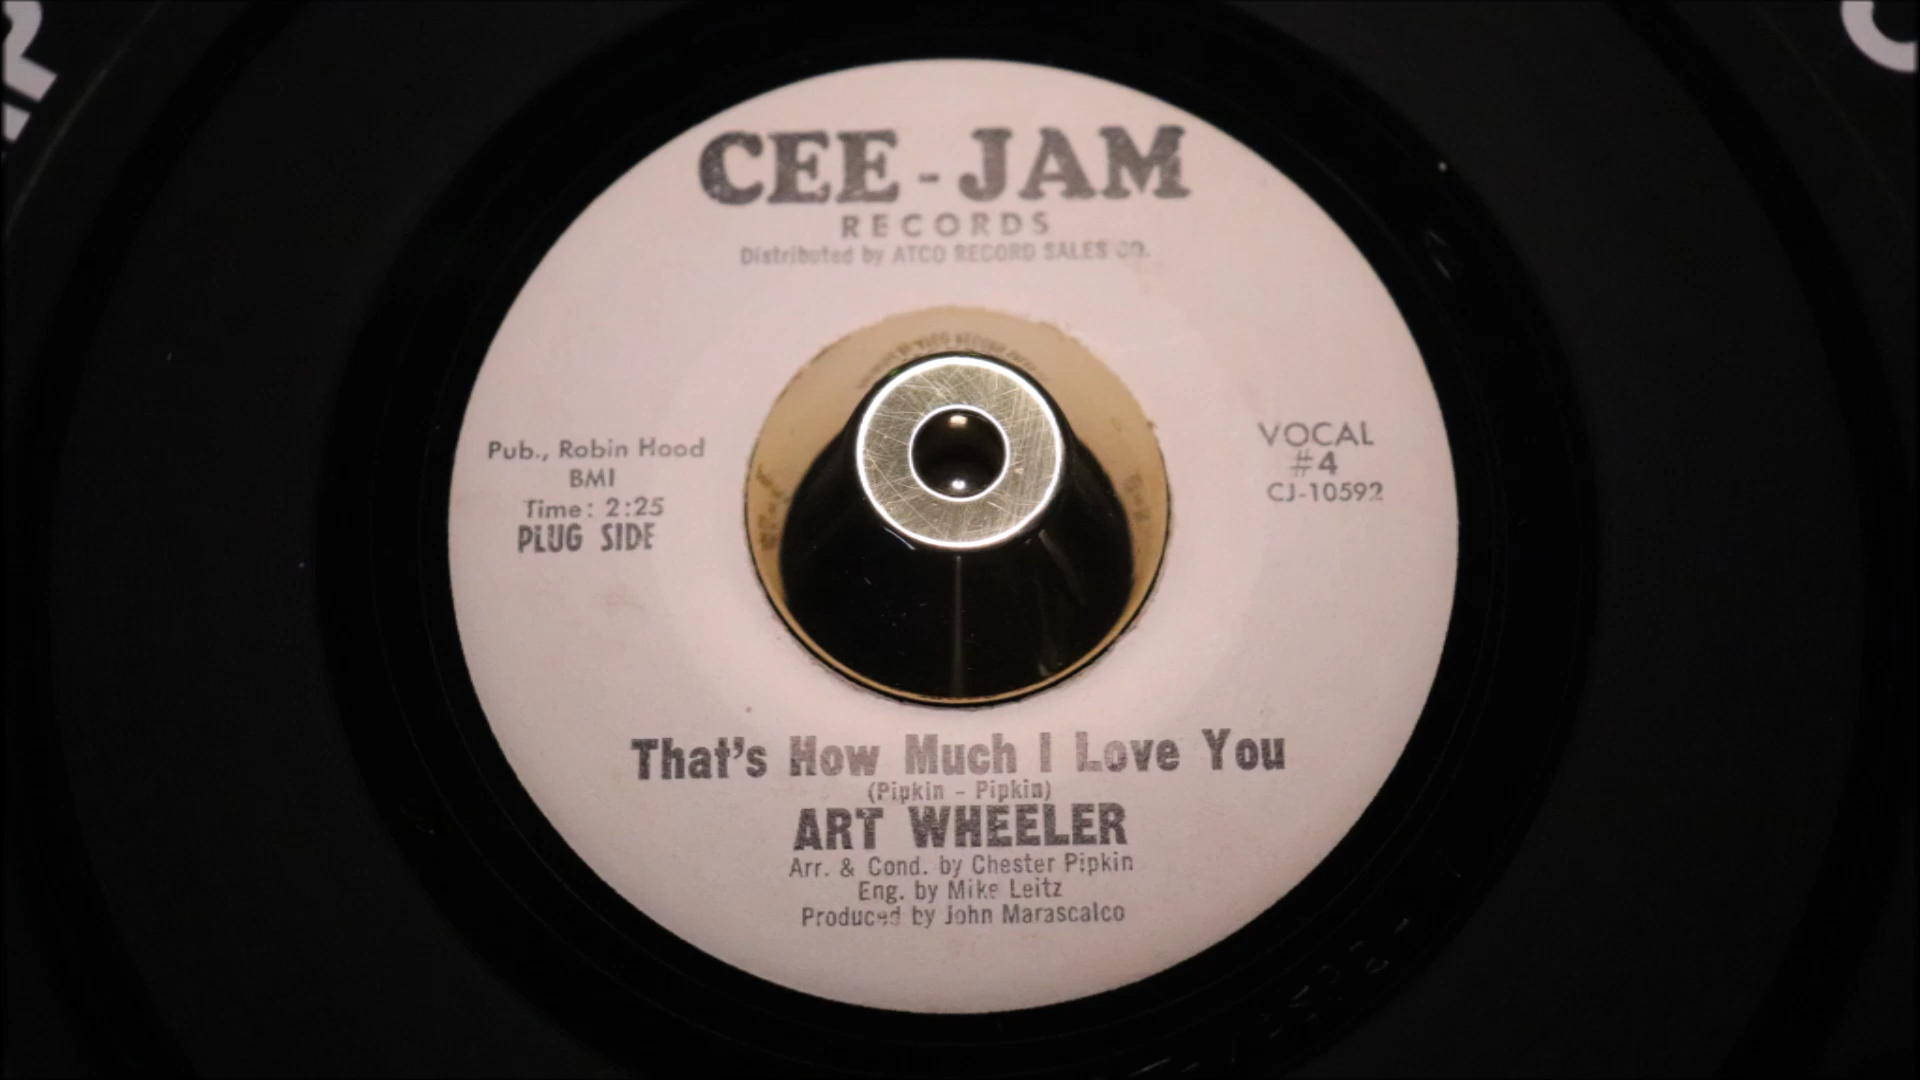 CEE-JAM
RECORDS
Distributed by ATCO RECORD SALES CO.
Pub., Robin Hood
BMI
Time: 2:25
PLUG SIDE
VOCAL
#4
CJ-10592
That's How Much I Love You
(Pipkin - Pipkin)
ART WHEELER
Arr. & Cond. by Chester Pipkin
Eng. by Mike Leitz
Produced by John Marascalco